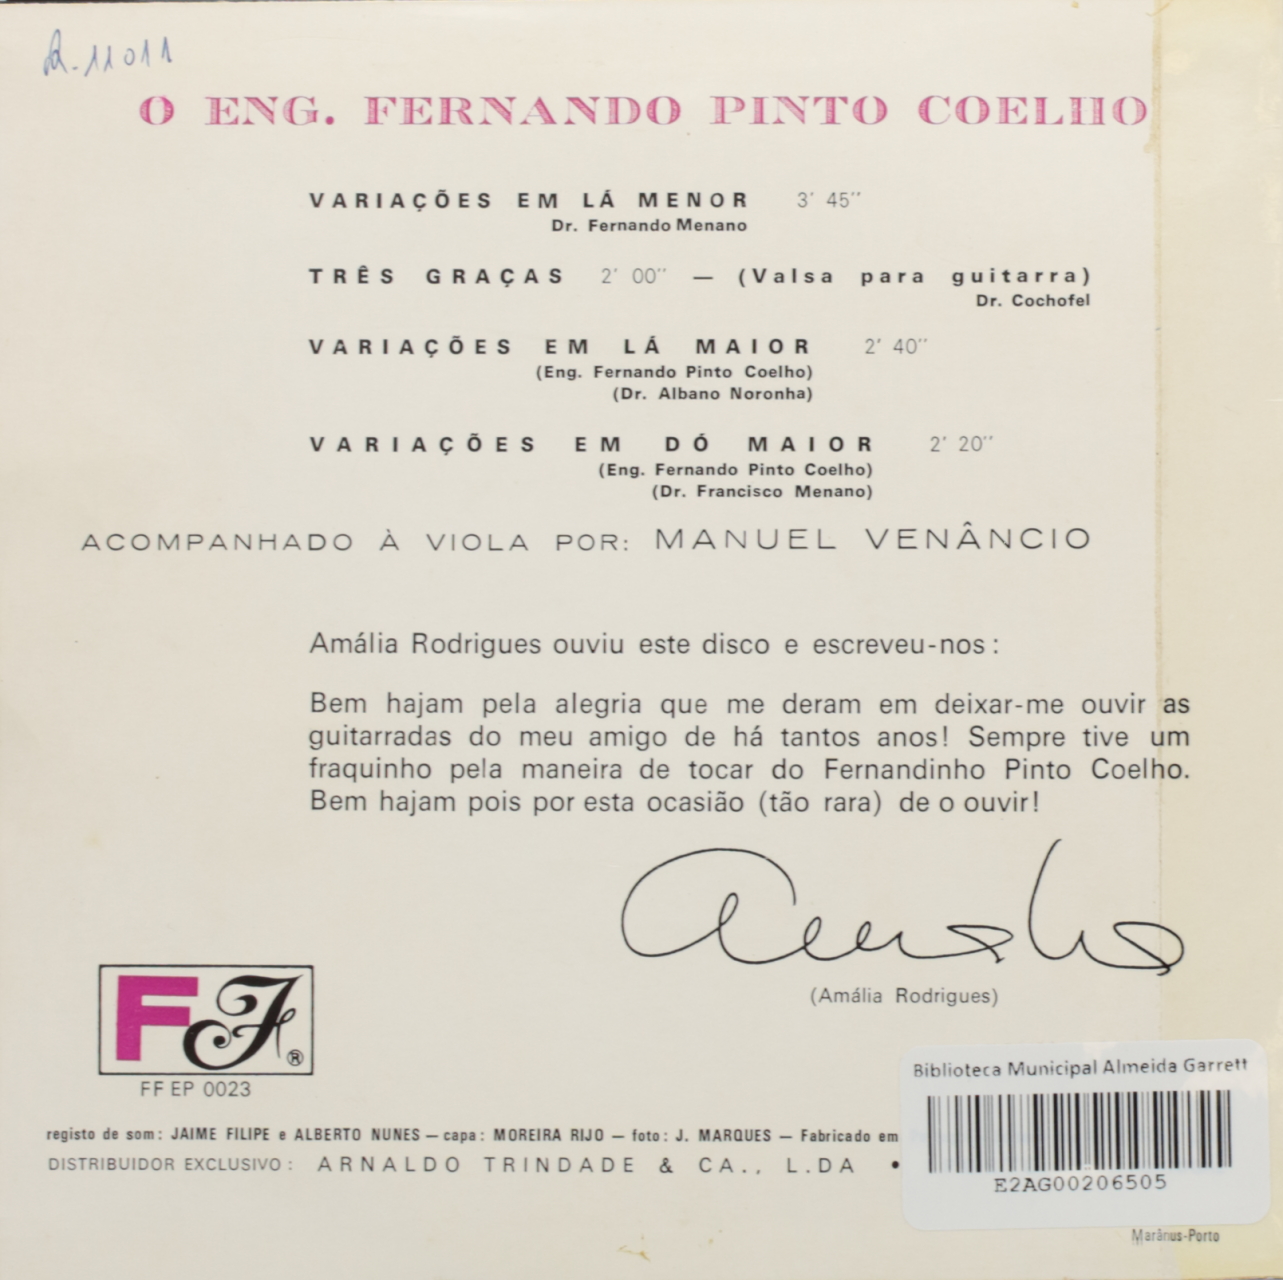 R-11011
O ENG. FERNANDO PINTO COELHO
VARIAÇÕES EM LÁ MENOR 3' 45''
Dr. Fernando Menano
TRÊS GRAÇAS 2' 00'' — (Valsa para guitarra)
Dr. Cochofel
VARIAÇÕES EM LÁ MAIOR 2' 40''
(Eng. Fernando Pinto Coelho)
(Dr. Albano Noronha)
VARIAÇÕES EM DÓ MAIOR 2' 20''
(Eng. Fernando Pinto Coelho)
(Dr. Francisco Menano)
ACOMPANHADO À VIOLA POR: MANUEL VENÂNCIO
Amália Rodrigues ouviu este disco e escreveu-nos:
Bem hajam pela alegria que me deram em deixar-me ouvir as
guitarradas do meu amigo de há tantos anos! Sempre tive um
fraquinho pela maneira de tocar do Fernandinho Pinto Coelho.
Bem hajam pois por esta ocasião (tão rara) de o ouvir!
Amália
(Amália Rodrigues)
FF ®
FF EP 0023
Biblioteca Municipal Almeida Garrett
E2AG00206505
registo de som: JAIME FILIPE e ALBERTO NUNES — capa: MOREIRA RIJO — foto: J. MARQUES — Fabricado em
DISTRIBUIDOR EXCLUSIVO: ARNALDO TRINDADE & CA., L.DA •
Marânus-Porto